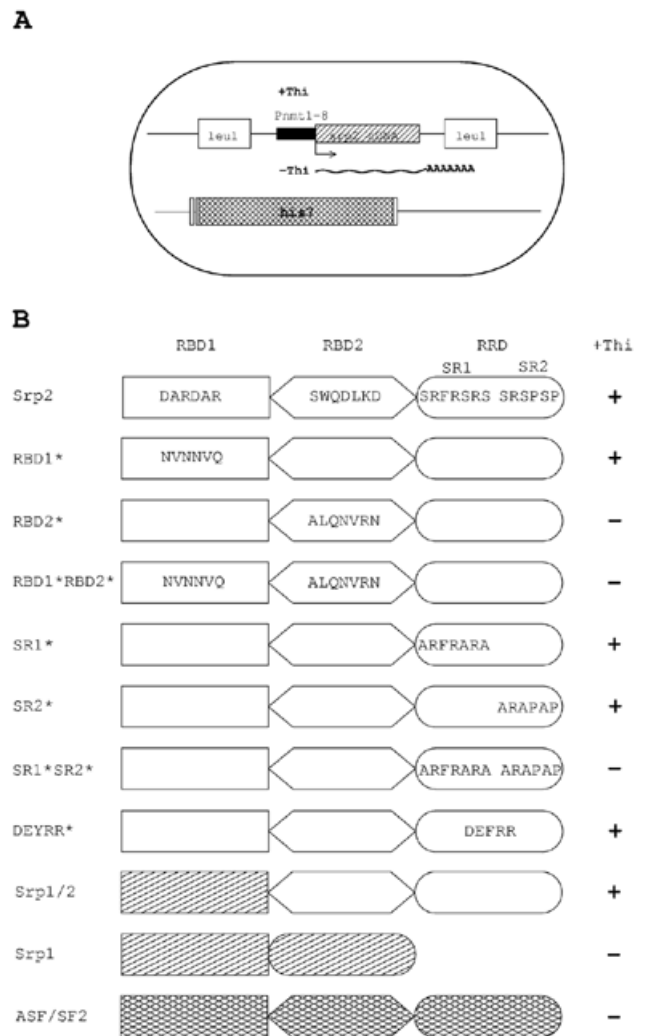 A
+Thi
Pnmt1-8
leu1 srp2 cDNA leu1
-Thi AAAAAAA
his7
B
RBD1 RBD2 RRD +Thi
SR1 SR2
Srp2 DARDAR SWQDLKD SRFRSRS SRSPSP +
RBD1* NVNNVQ +
RBD2* ALQNVRN −
RBD1*RBD2* NVNNVQ ALQNVRN −
SR1* ARFRARA +
SR2* ARAPAP +
SR1*SR2* ARFRARA ARAPAP −
DEYRR* DEFRR +
Srp1/2 +
Srp1 −
ASF/SF2 −